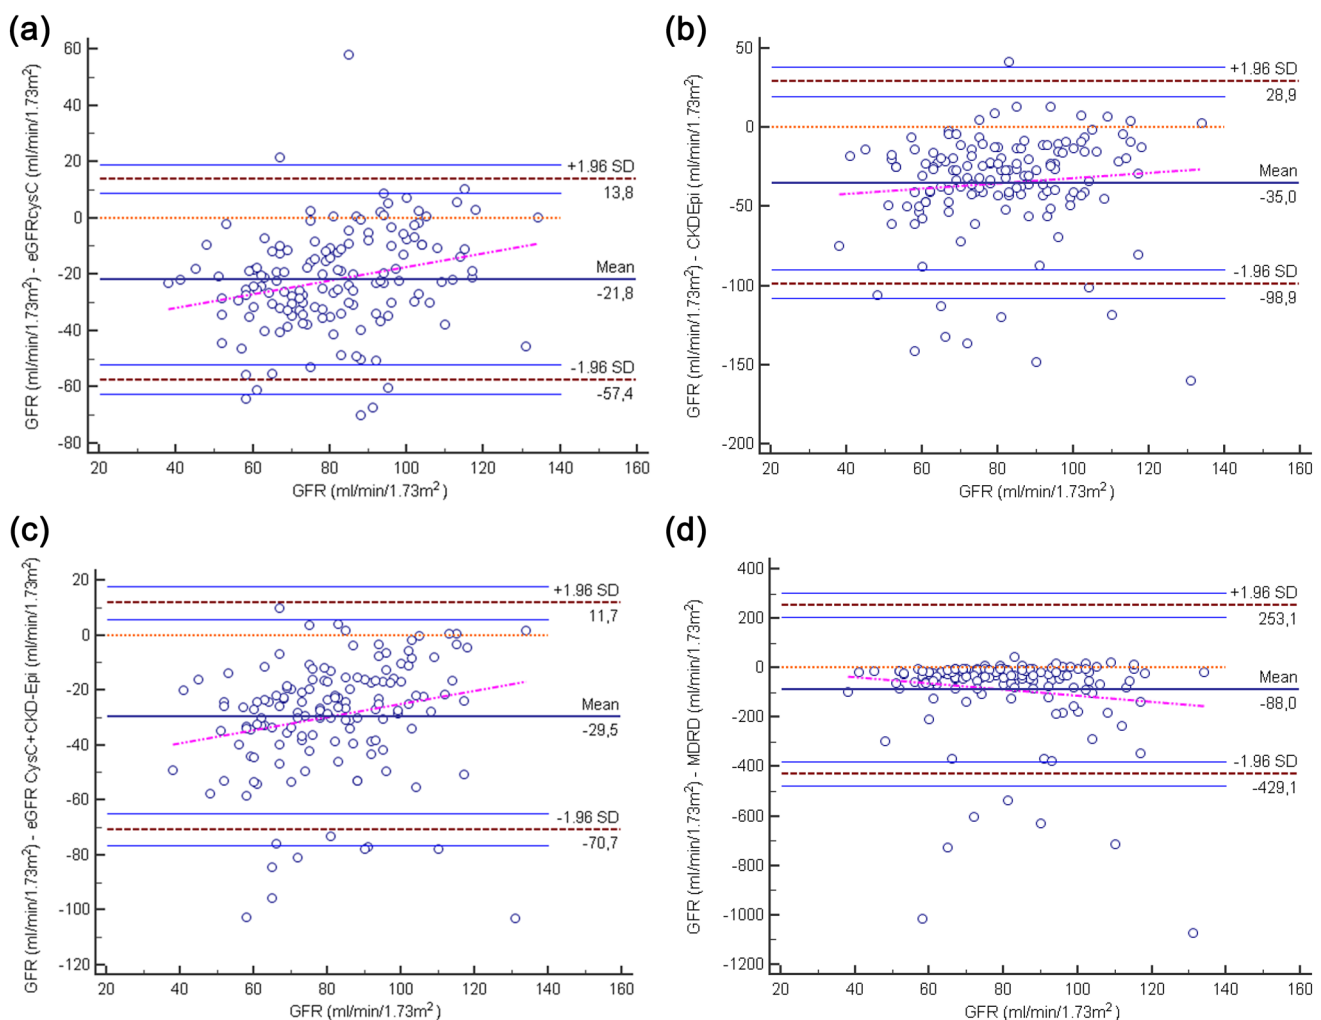 (a)
GFR (ml/min/1.73m²) - eGFRcysC (ml/min/1.73m²)
60
40
20
0
-20
-40
-60
-80
+1.96 SD
13,8
Mean
-21,8
-1.96 SD
-57,4
20 40 60 80 100 120 140 160
GFR (ml/min/1.73m²)
(b)
GFR (ml/min/1.73m²) - CKDEpi (ml/min/1.73m²)
50
0
-50
-100
-150
-200
+1.96 SD
28,9
Mean
-35,0
-1.96 SD
-98,9
20 40 60 80 100 120 140 160
GFR (ml/min/1.73m²)
(c)
GFR (ml/min/1.73m²) - eGFR CysC+CKD-Epi (ml/min/1.73m²)
20
0
-20
-40
-60
-80
-100
-120
+1.96 SD
11,7
Mean
-29,5
-1.96 SD
-70,7
20 40 60 80 100 120 140 160
GFR (ml/min/1.73m²)
(d)
GFR (ml/min/1.73m²) - MDRD (ml/min/1.73m²)
400
200
0
-200
-400
-600
-800
-1000
-1200
+1.96 SD
253,1
Mean
-88,0
-1.96 SD
-429,1
20 40 60 80 100 120 140 160
GFR (ml/min/1.73m²)